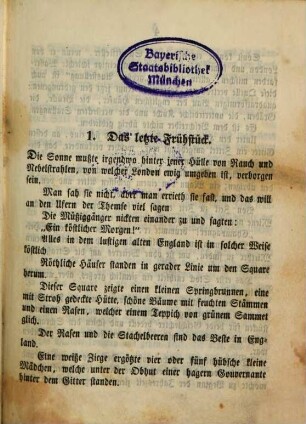 Bayerische
Staatsbibliothek
München
1. Das letzte Frühstück.
Die Sonne mußte irgendwo hinter jener Hülle von Rauch und
Nebelstrahlen, von welcher London ewig umgeben ist, verborgen
sein.
Man sah sie nicht, aber man errieth sie fast, und das will
an den Ufern der Themse viel sagen
Die Müßiggänger nickten einander zu und sagten:
„Ein köstlicher Morgen!“
Alles in dem lustigen alten England ist in solcher Weise
köstlich
Röthliche Häuser standen in gerader Linie um den Square
herum.
Dieser Square zeigte einen kleinen Springbrunnen, eine
mit Stroh gedeckte Hütte, schöne Bäume mit feuchten Stämmen
und einen Rasen, welcher einem Teppich von grünem Sammet
glich.
Der Rasen und die Stachelbeeren sind das Beste in Eng-
land.
Eine weiße Ziege ergötzte vier oder fünf hübsche kleine
Mädchen, welche unter der Obhut einer hagern Gouvernante
hinter dem Gitter standen.